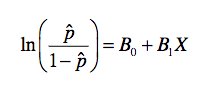 ln(p̂/(1−p̂)) = B₀ + B₁X